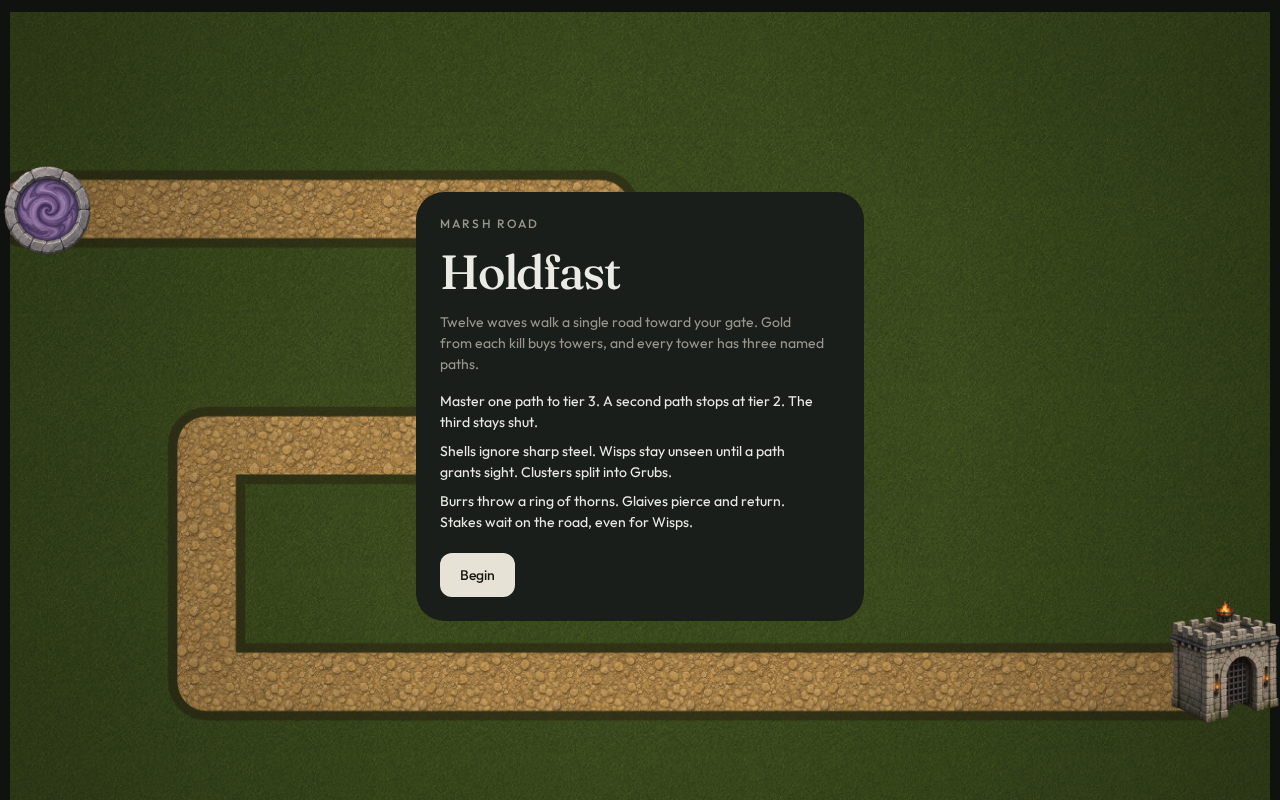 MARSH ROAD
Holdfast
Twelve waves walk a single road toward your gate. Gold
from each kill buys towers, and every tower has three named
paths.
Master one path to tier 3. A second path stops at tier 2. The
third stays shut.
Shells ignore sharp steel. Wisps stay unseen until a path
grants sight. Clusters split into Grubs.
Burrs throw a ring of thorns. Glaives pierce and return.
Stakes wait on the road, even for Wisps.
Begin